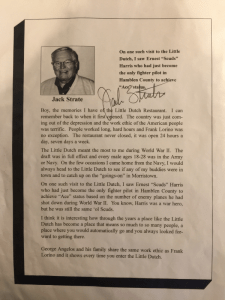 On one such visit to the Little
Dutch, I saw Ernest "Souds"
Harris who had just become
the only fighter pilot in
Hamblen County to achieve
"Ace" status.
Jack Strate
Jack Strate
Boy, the memories I have of the Little Dutch Restaurant. I can
remember back to when it first opened. The country was just com-
ing out of the depression and the work ethic of the American people
was terrific. People worked long, hard hours and Frank Lorino was
no exception. The restaurant never closed, it was open 24 hours a
day, seven days a week.
The Little Dutch meant the most to me during World War II. The
draft was in full effect and every male ages 18-28 was in the Army
or Navy. On the few occasions I came home from the Navy, I would
always head to the Little Dutch to see if any of my buddies were in
town and to catch up on the "goings-on" in Morristown.
On one such visit to the Little Dutch, I saw Ernest "Souds" Harris
who had just become the only fighter pilot in Hamblen County to
achieve "Ace" status based on the number of enemy planes he had
shot down during World War II. You know, Harris was a war hero,
but he was still the same 'ol Souds.
I think it is interesting how through the years a place like the Little
Dutch has become a place that means so much to so many people, a
place where you would automatically go and you always looked for-
ward to getting there.
George Angelos and his family share the same work ethic as Frank
Lorino and it shows every time you enter the Little Dutch.